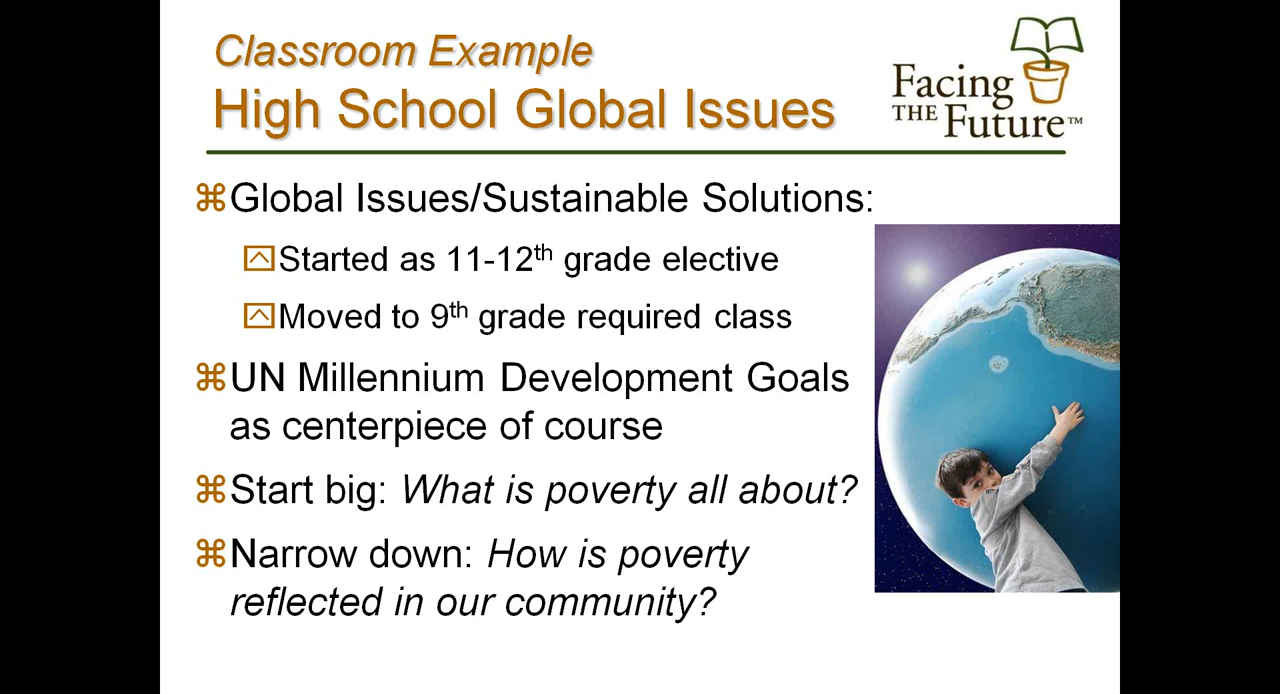 Classroom Example
High School Global Issues
Facing
THE Future™
⌘Global Issues/Sustainable Solutions:
Started as 11-12th grade elective
Moved to 9th grade required class
⌘UN Millennium Development Goals
as centerpiece of course
⌘Start big: What is poverty all about?
⌘Narrow down: How is poverty
reflected in our community?